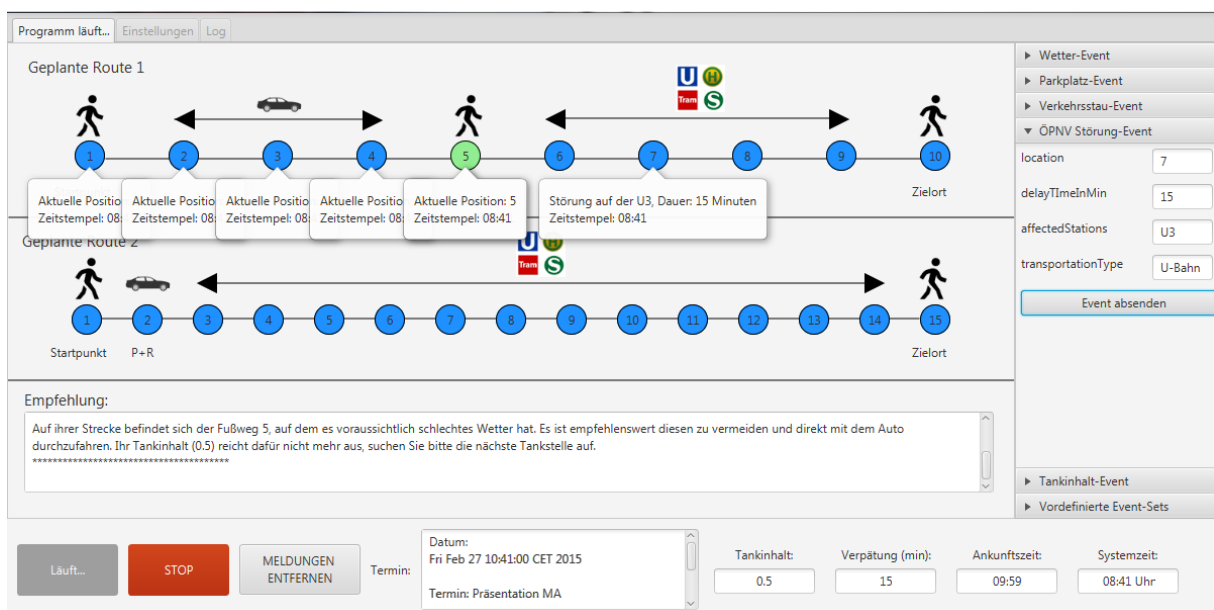 Programm läuft...
Einstellungen
Log
Geplante Route 1
U
H
Tram
S
1
2
3
4
5
6
7
8
9
10
Aktuelle Positio
Zeitstempel: 08:
Aktuelle Positio
Zeitstempel: 08:
Aktuelle Positio
Zeitstempel: 08:
Aktuelle Positio
Zeitstempel: 08:
Aktuelle Position: 5
Zeitstempel: 08:41
Störung auf der U3, Dauer: 15 Minuten
Zeitstempel: 08:41
Zielort
Geplante Route 2
U
H
Tram
S
1
2
3
4
5
6
7
8
9
10
11
12
13
14
15
Startpunkt
P+R
Zielort
Empfehlung:
Auf ihrer Strecke befindet sich der Fußweg 5, auf dem es voraussichtlich schlechtes Wetter hat. Es ist empfehlenswert diesen zu vermeiden und direkt mit dem Auto
durchzufahren. Ihr Tankinhalt (0.5) reicht dafür nicht mehr aus, suchen Sie bitte die nächste Tankstelle auf.
***************************************
Wetter-Event
Parkplatz-Event
Verkehrsstau-Event
ÖPNV Störung-Event
location
7
delayTImeInMin
15
affectedStations
U3
transportationType
U-Bahn
Event absenden
Tankinhalt-Event
Vordefinierte Event-Sets
Läuft...
STOP
MELDUNGEN
ENTFERNEN
Termin:
Datum:
Fri Feb 27 10:41:00 CET 2015
Termin: Präsentation MA
Tankinhalt:
0.5
Verpätung (min):
15
Ankunftszeit:
09:59
Systemzeit:
08:41 Uhr